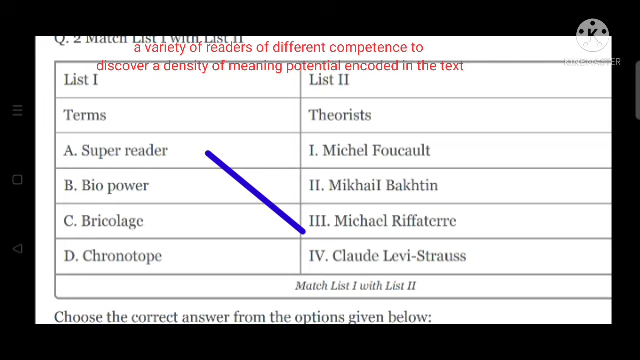 Q. 2 Match List I with List II
a variety of readers of different competence to
discover a density of meaning potential encoded in the text
KINEMASTER
List I List II
Terms Theorists
A. Super reader I. Michel Foucault
B. Bio power II. MikhaiI Bakhtin
C. Bricolage III. Michael Riffaterre
D. Chronotope IV. Claude Levi-Strauss
Match List I with List II
Choose the correct answer from the options given below: